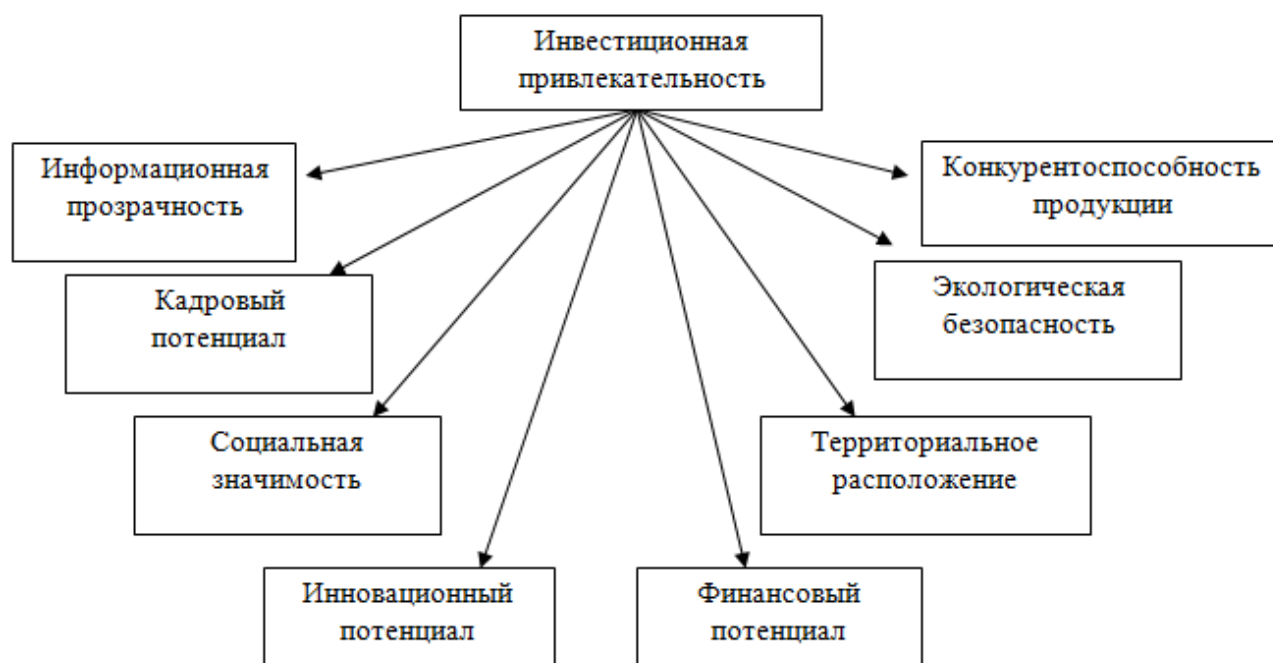 Инвестиционная
привлекательность
Информационная
прозрачность
Конкурентоспособность
продукции
Кадровый
потенциал
Экологическая
безопасность
Социальная
значимость
Территориальное
расположение
Инновационный
потенциал
Финансовый
потенциал